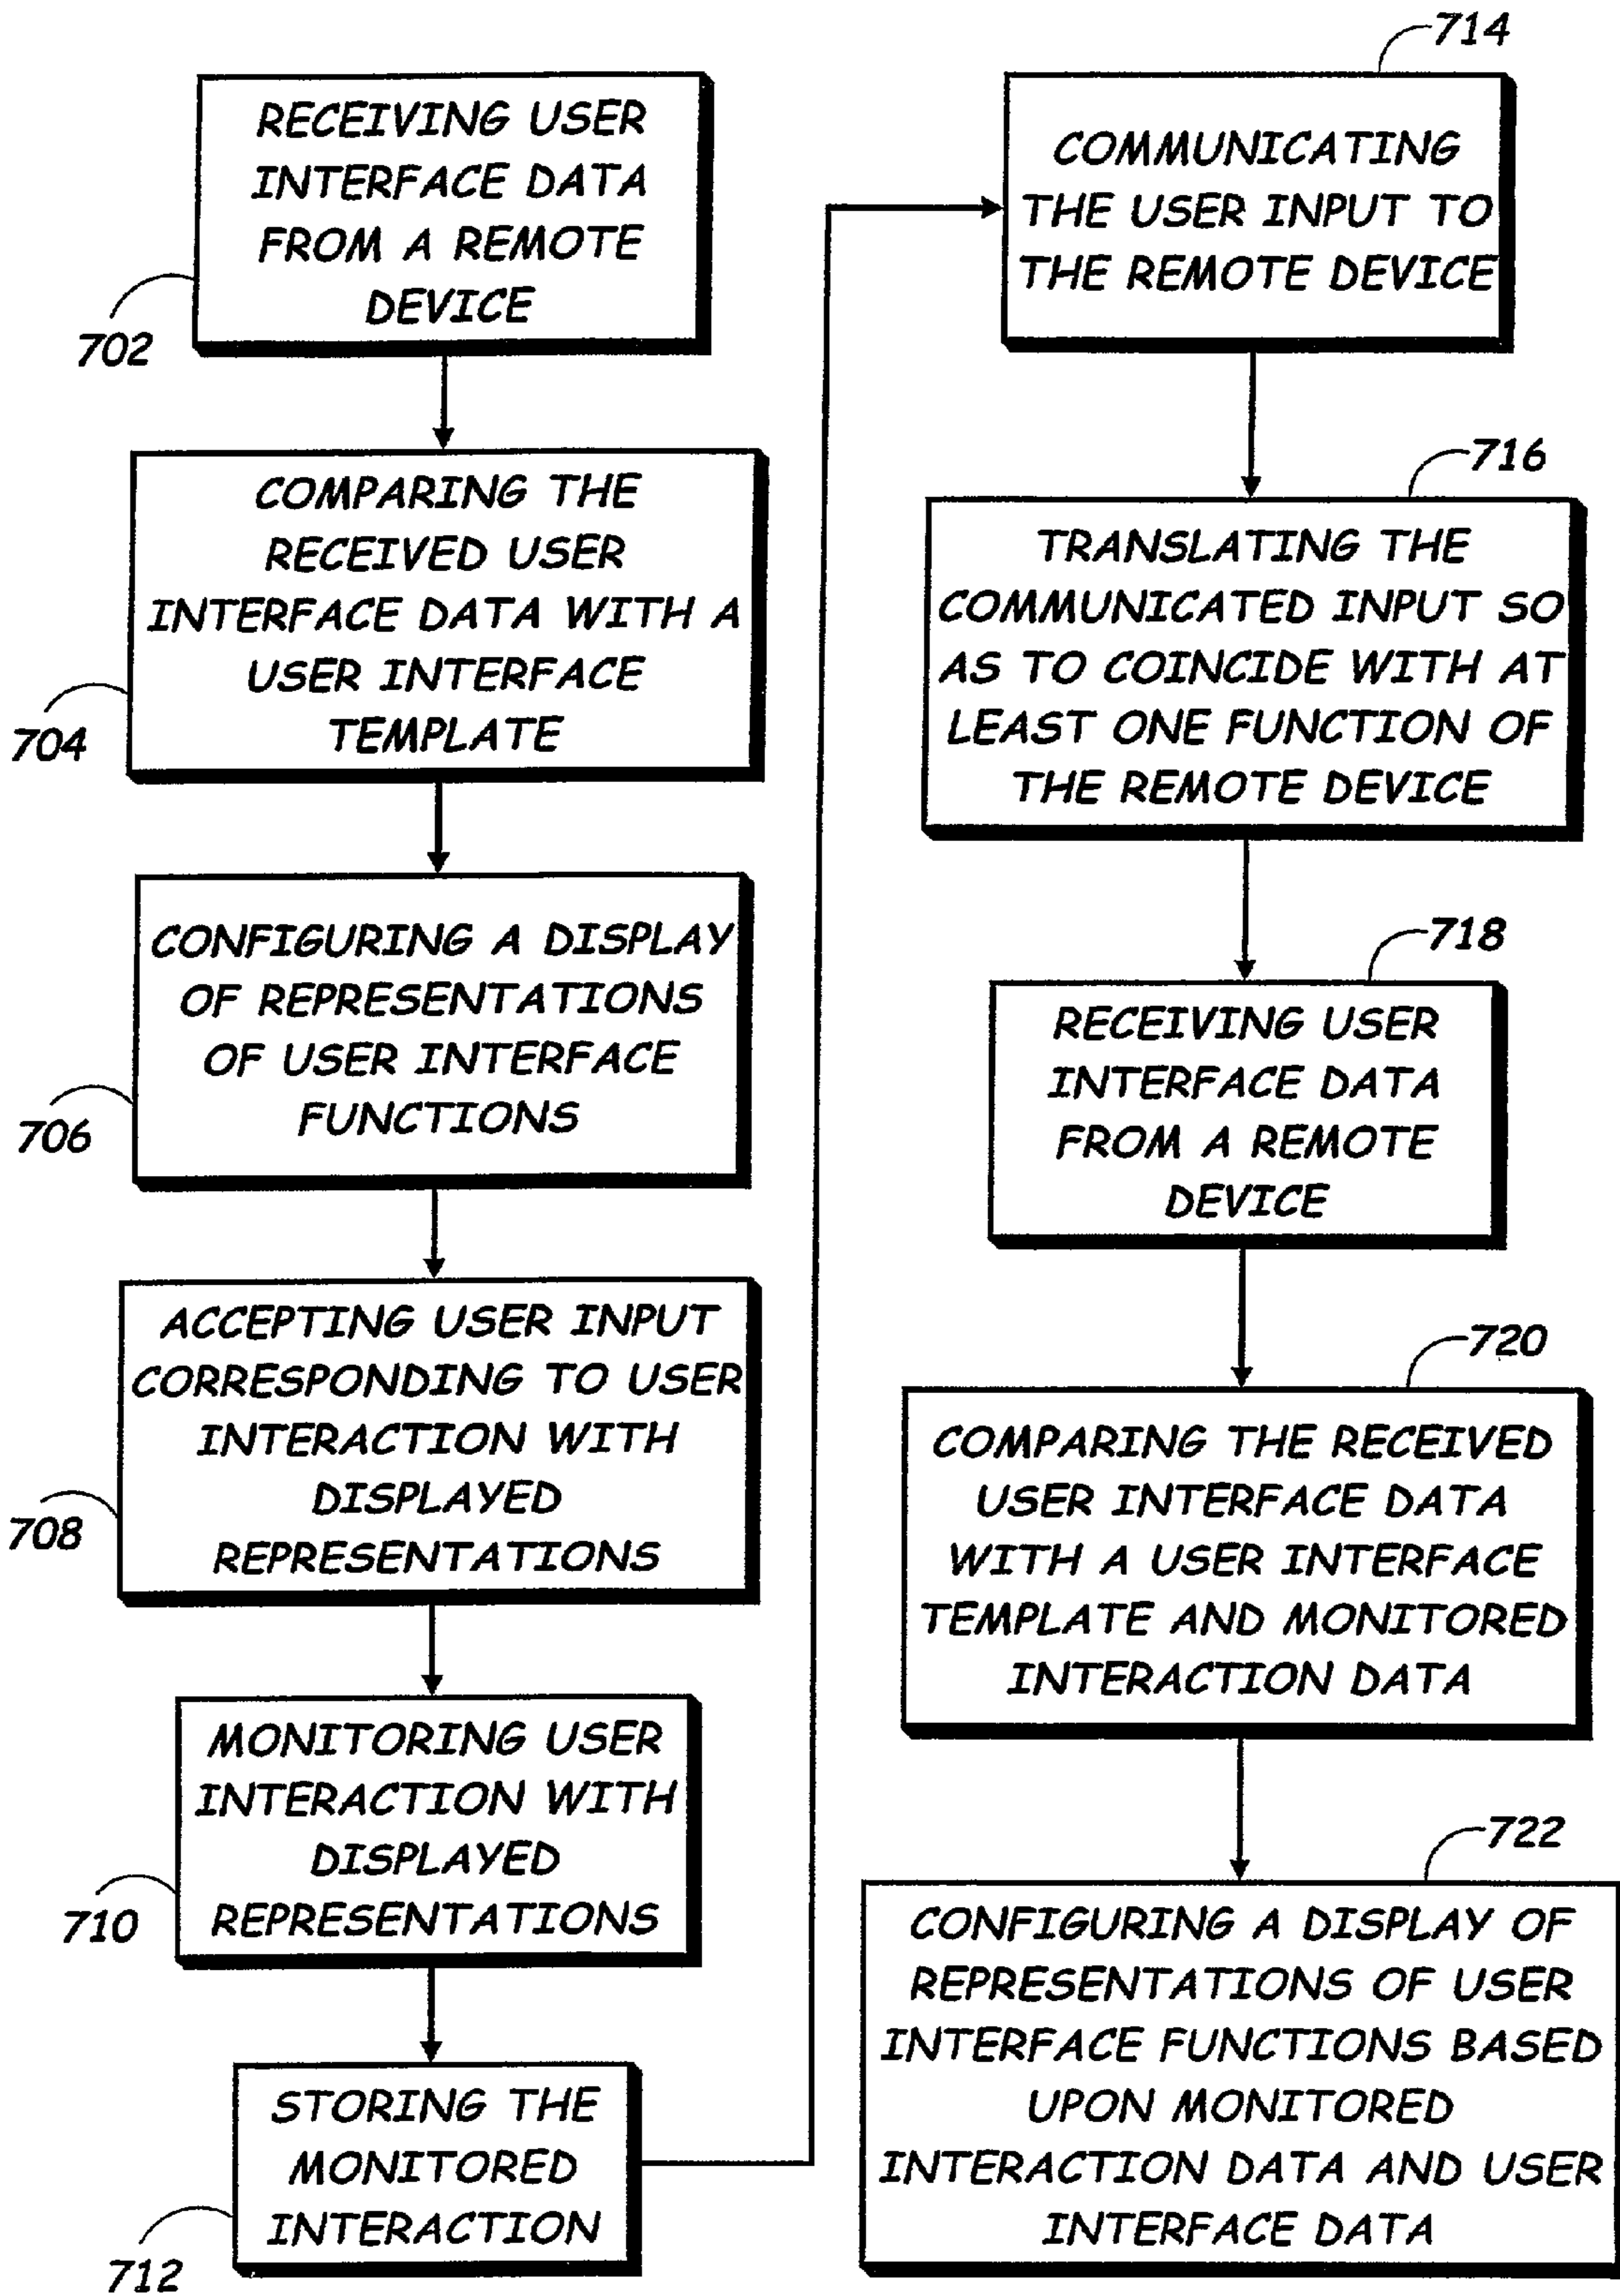 RECEIVING USER
INTERFACE DATA
FROM A REMOTE
DEVICE
702
COMPARING THE
RECEIVED USER
INTERFACE DATA WITH A
USER INTERFACE
TEMPLATE
704
CONFIGURING A DISPLAY
OF REPRESENTATIONS
OF USER INTERFACE
FUNCTIONS
706
ACCEPTING USER INPUT
CORRESPONDING TO USER
INTERACTION WITH
DISPLAYED
REPRESENTATIONS
708
MONITORING USER
INTERACTION WITH
DISPLAYED
REPRESENTATIONS
710
STORING THE
MONITORED
INTERACTION
712
714
COMMUNICATING
THE USER INPUT TO
THE REMOTE DEVICE
716
TRANSLATING THE
COMMUNICATED INPUT SO
AS TO COINCIDE WITH AT
LEAST ONE FUNCTION OF
THE REMOTE DEVICE
718
RECEIVING USER
INTERFACE DATA
FROM A REMOTE
DEVICE
720
COMPARING THE RECEIVED
USER INTERFACE DATA
WITH A USER INTERFACE
TEMPLATE AND MONITORED
INTERACTION DATA
722
CONFIGURING A DISPLAY OF
REPRESENTATIONS OF USER
INTERFACE FUNCTIONS BASED
UPON MONITORED
INTERACTION DATA AND USER
INTERFACE DATA